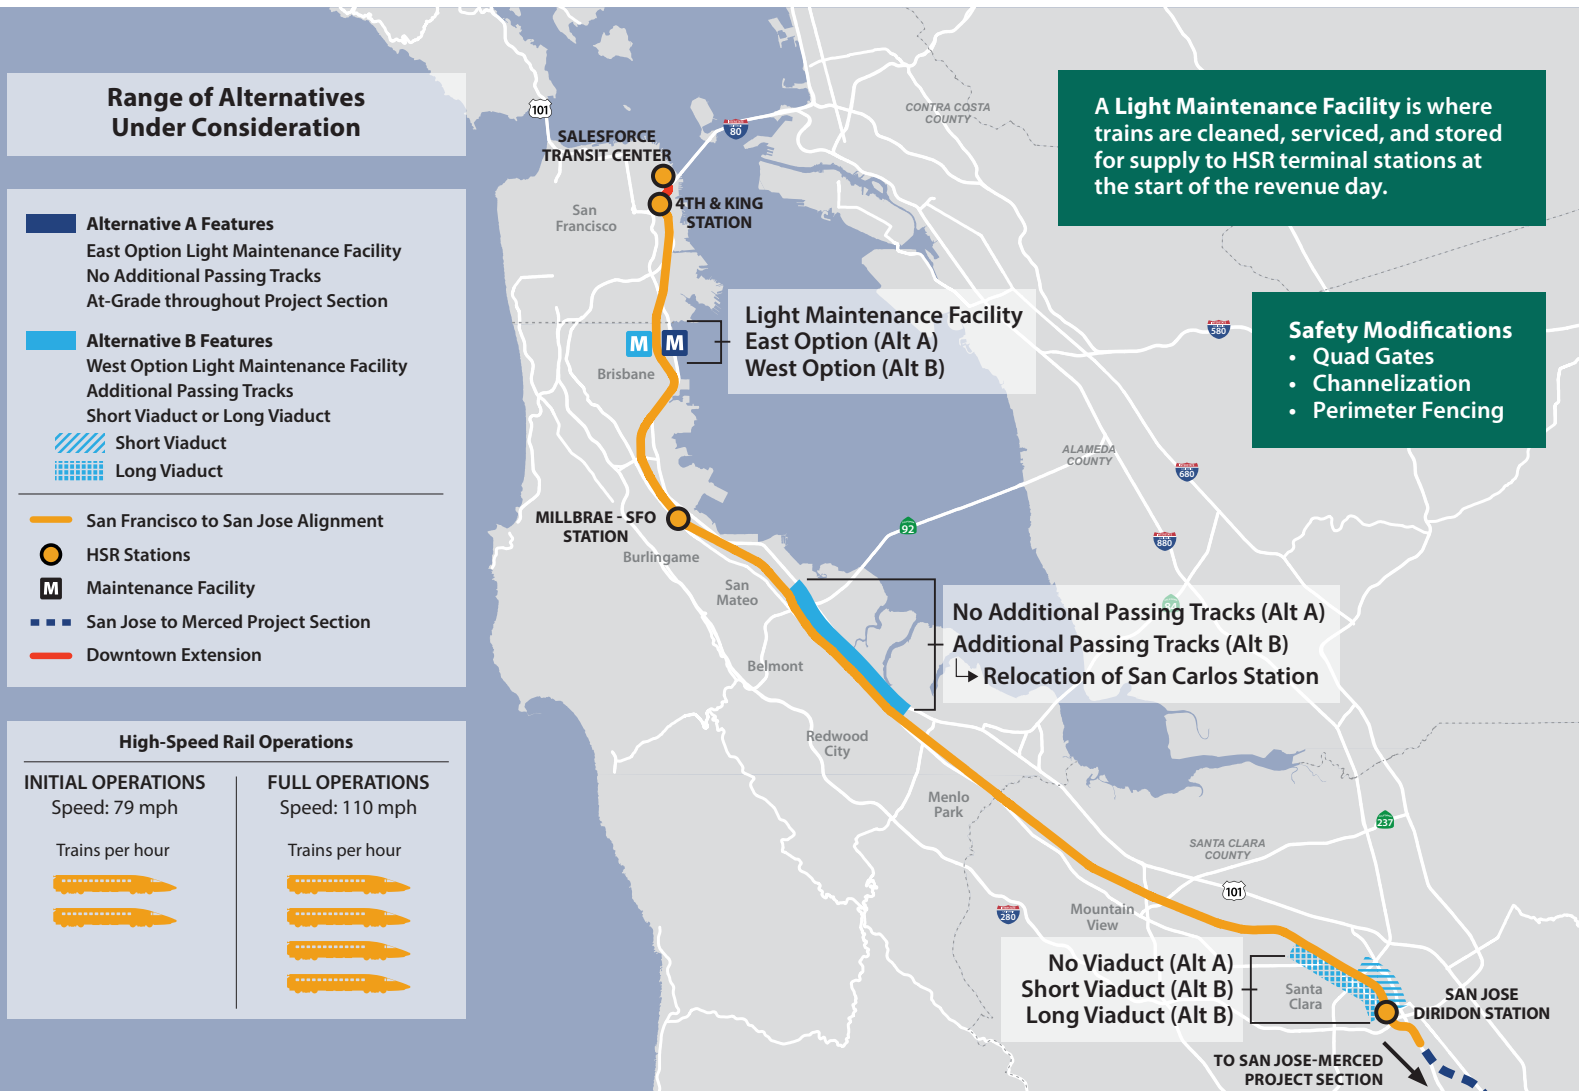 Range of Alternatives
Under Consideration
Alternative A Features
East Option Light Maintenance Facility
No Additional Passing Tracks
At-Grade throughout Project Section
Alternative B Features
West Option Light Maintenance Facility
Additional Passing Tracks
Short Viaduct or Long Viaduct
Short Viaduct
Long Viaduct
San Francisco to San Jose Alignment
HSR Stations
M Maintenance Facility
San Jose to Merced Project Section
Downtown Extension
High-Speed Rail Operations
INITIAL OPERATIONS
Speed: 79 mph
Trains per hour
FULL OPERATIONS
Speed: 110 mph
Trains per hour
101
80
CONTRA COSTA
COUNTY
SALESFORCE
TRANSIT CENTER
4TH & KING
STATION
San
Francisco
A Light Maintenance Facility is where
trains are cleaned, serviced, and stored
for supply to HSR terminal stations at
the start of the revenue day.
Light Maintenance Facility
East Option (Alt A)
West Option (Alt B)
M
M
Brisbane
580
Safety Modifications
• Quad Gates
• Channelization
• Perimeter Fencing
ALAMEDA
COUNTY
680
MILLBRAE - SFO
STATION
92
880
Burlingame
San
Mateo
No Additional Passing Tracks (Alt A)
Additional Passing Tracks (Alt B)
Relocation of San Carlos Station
Belmont
Redwood
City
Menlo
Park
237
SANTA CLARA
COUNTY
101
280
Mountain
View
No Viaduct (Alt A)
Short Viaduct (Alt B)
Long Viaduct (Alt B)
Santa
Clara
SAN JOSE
DIRIDON STATION
TO SAN JOSE-MERCED
PROJECT SECTION